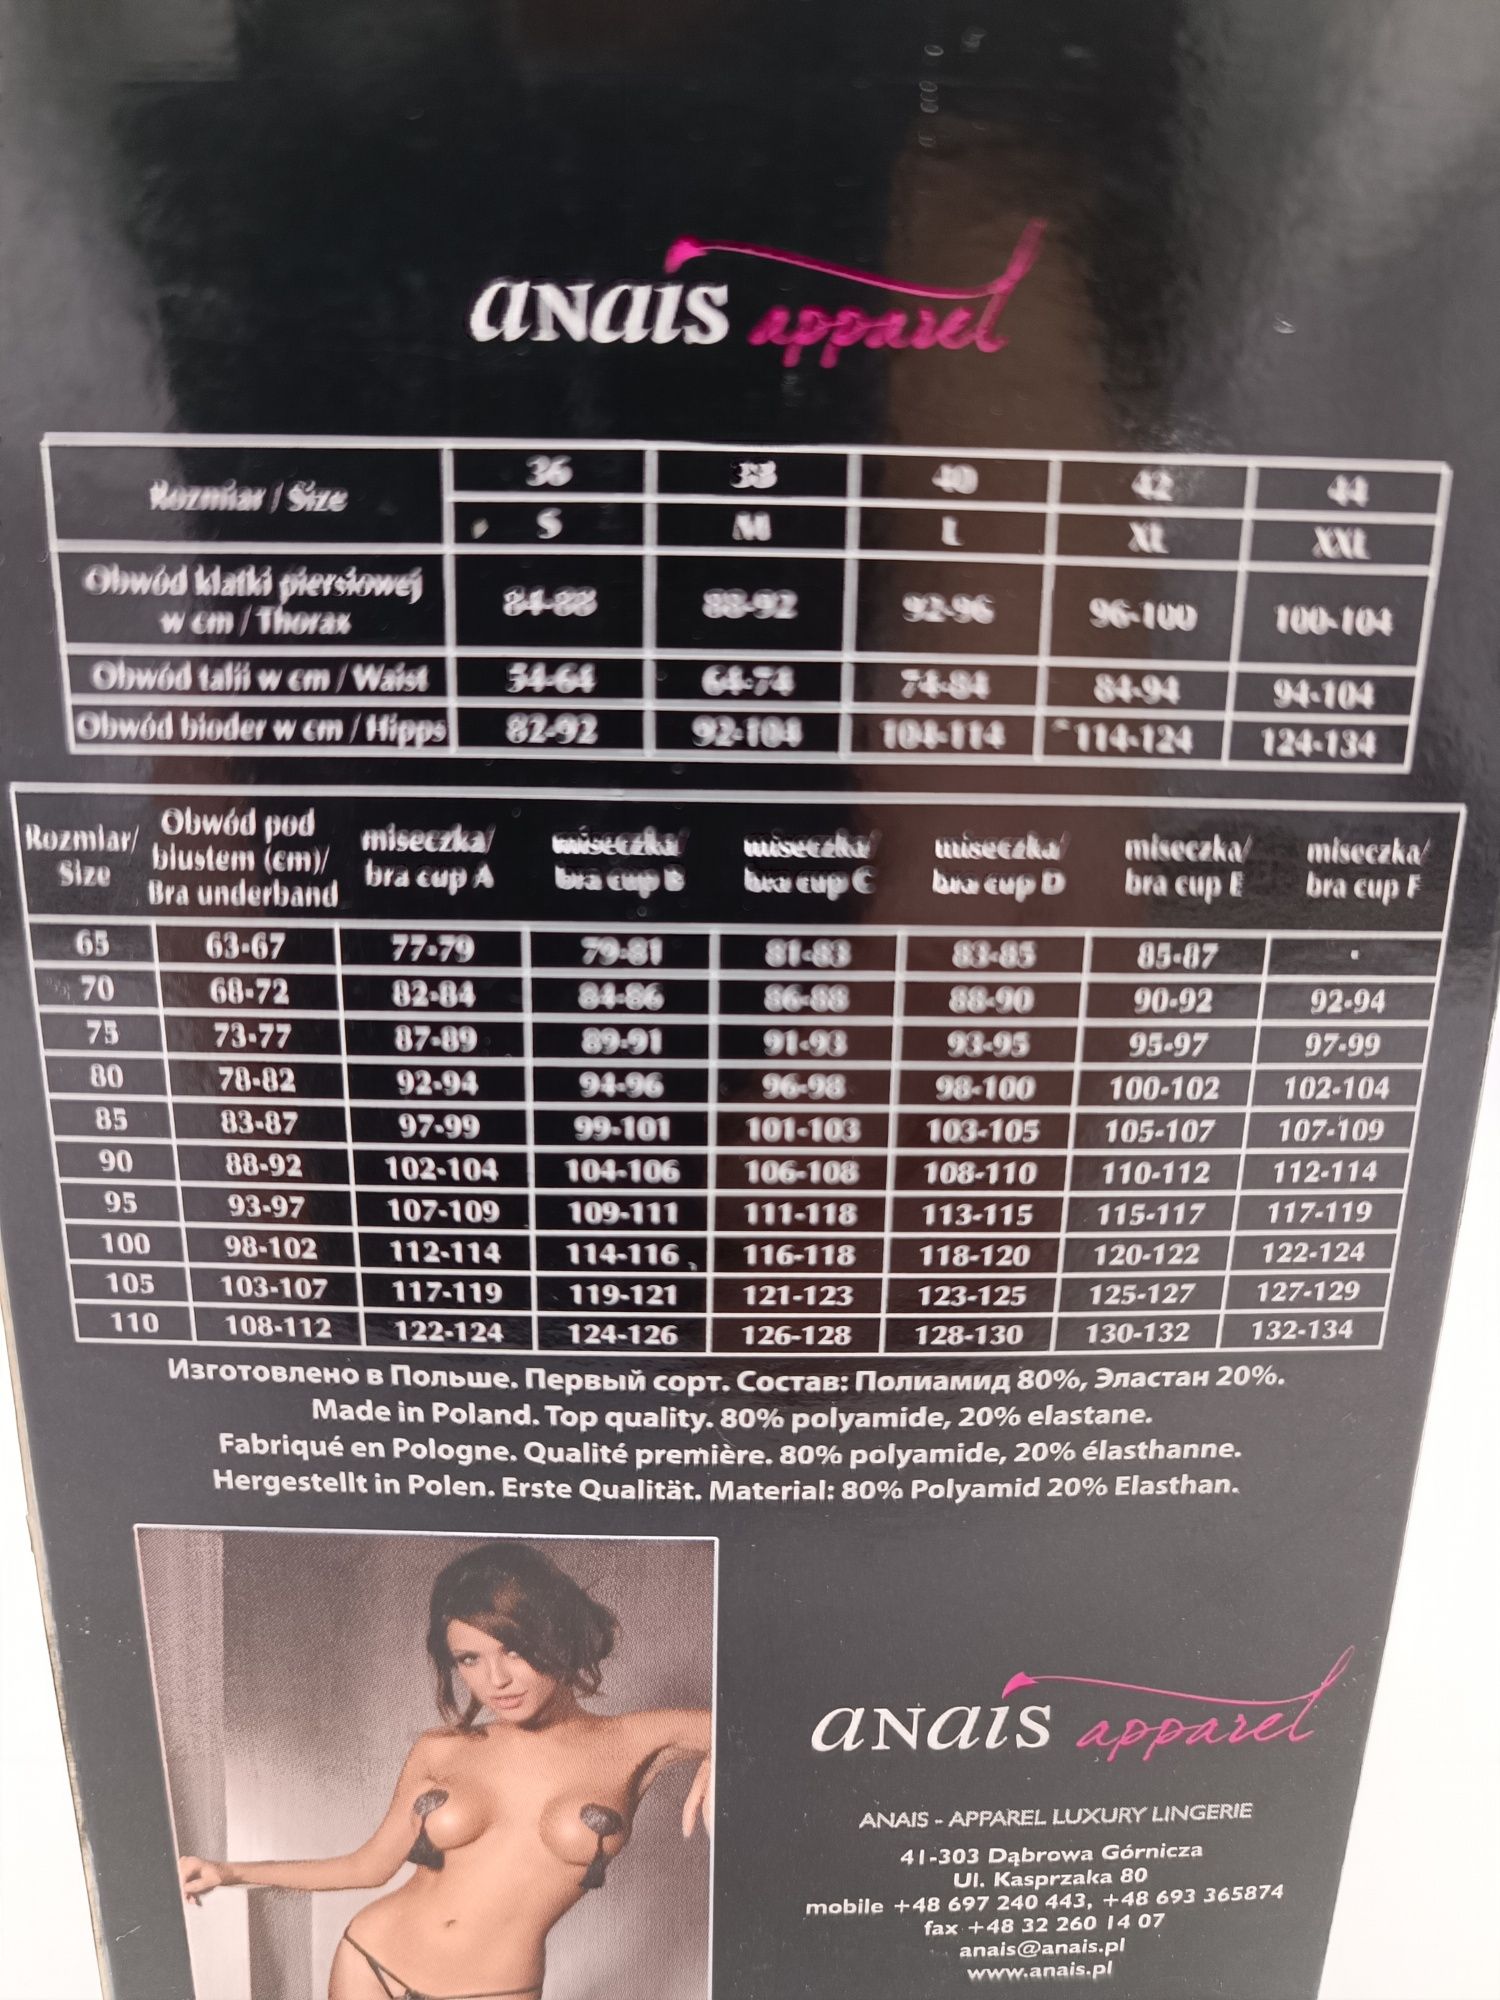 anais apparel
Rozmiar / Size 36 38 40 42 44
S M L XL XXL
Obwód klatki piersiowej
w cm / Thorax 84-88 88-92 92-96 96-100 100-104
Obwód talii w cm / Waist 54-64 64-74 74-84 84-94 94-104
Obwód bioder w cm / Hipps 82-92 92-104 104-114 114-124 124-134
Rozmiar/
Size
Obwód pod
biustem (cm)/
Bra underband
miseczka/
bra cup A
miseczka/
bra cup B
miseczka/
bra cup C
miseczka/
bra cup D
miseczka/
bra cup E
miseczka/
bra cup F
65 63-67 77-79 79-81 81-83 83-85 85-87 -
70 68-72 82-84 84-86 86-88 88-90 90-92 92-94
75 73-77 87-89 89-91 91-93 93-95 95-97 97-99
80 78-82 92-94 94-96 96-98 98-100 100-102 102-104
85 83-87 97-99 99-101 101-103 103-105 105-107 107-109
90 88-92 102-104 104-106 106-108 108-110 110-112 112-114
95 93-97 107-109 109-111 111-118 113-115 115-117 117-119
100 98-102 112-114 114-116 116-118 118-120 120-122 122-124
105 103-107 117-119 119-121 121-123 123-125 125-127 127-129
110 108-112 122-124 124-126 126-128 128-130 130-132 132-134
Изготовлено в Польше. Первый сорт. Состав: Полиамид 80%, Эластан 20%.
Made in Poland. Top quality. 80% polyamide, 20% elastane.
Fabriqué en Pologne. Qualité première. 80% polyamide, 20% élasthanne.
Hergestellt in Polen. Erste Qualität. Material: 80% Polyamid 20% Elasthan.
anais apparel
ANAIS - APPAREL LUXURY LINGERIE
41-303 Dąbrowa Górnicza
Ul. Kasprzaka 80
mobile +48 697 240 443, +48 693 365874
fax +48 32 260 14 07
anais@anais.pl
www.anais.pl